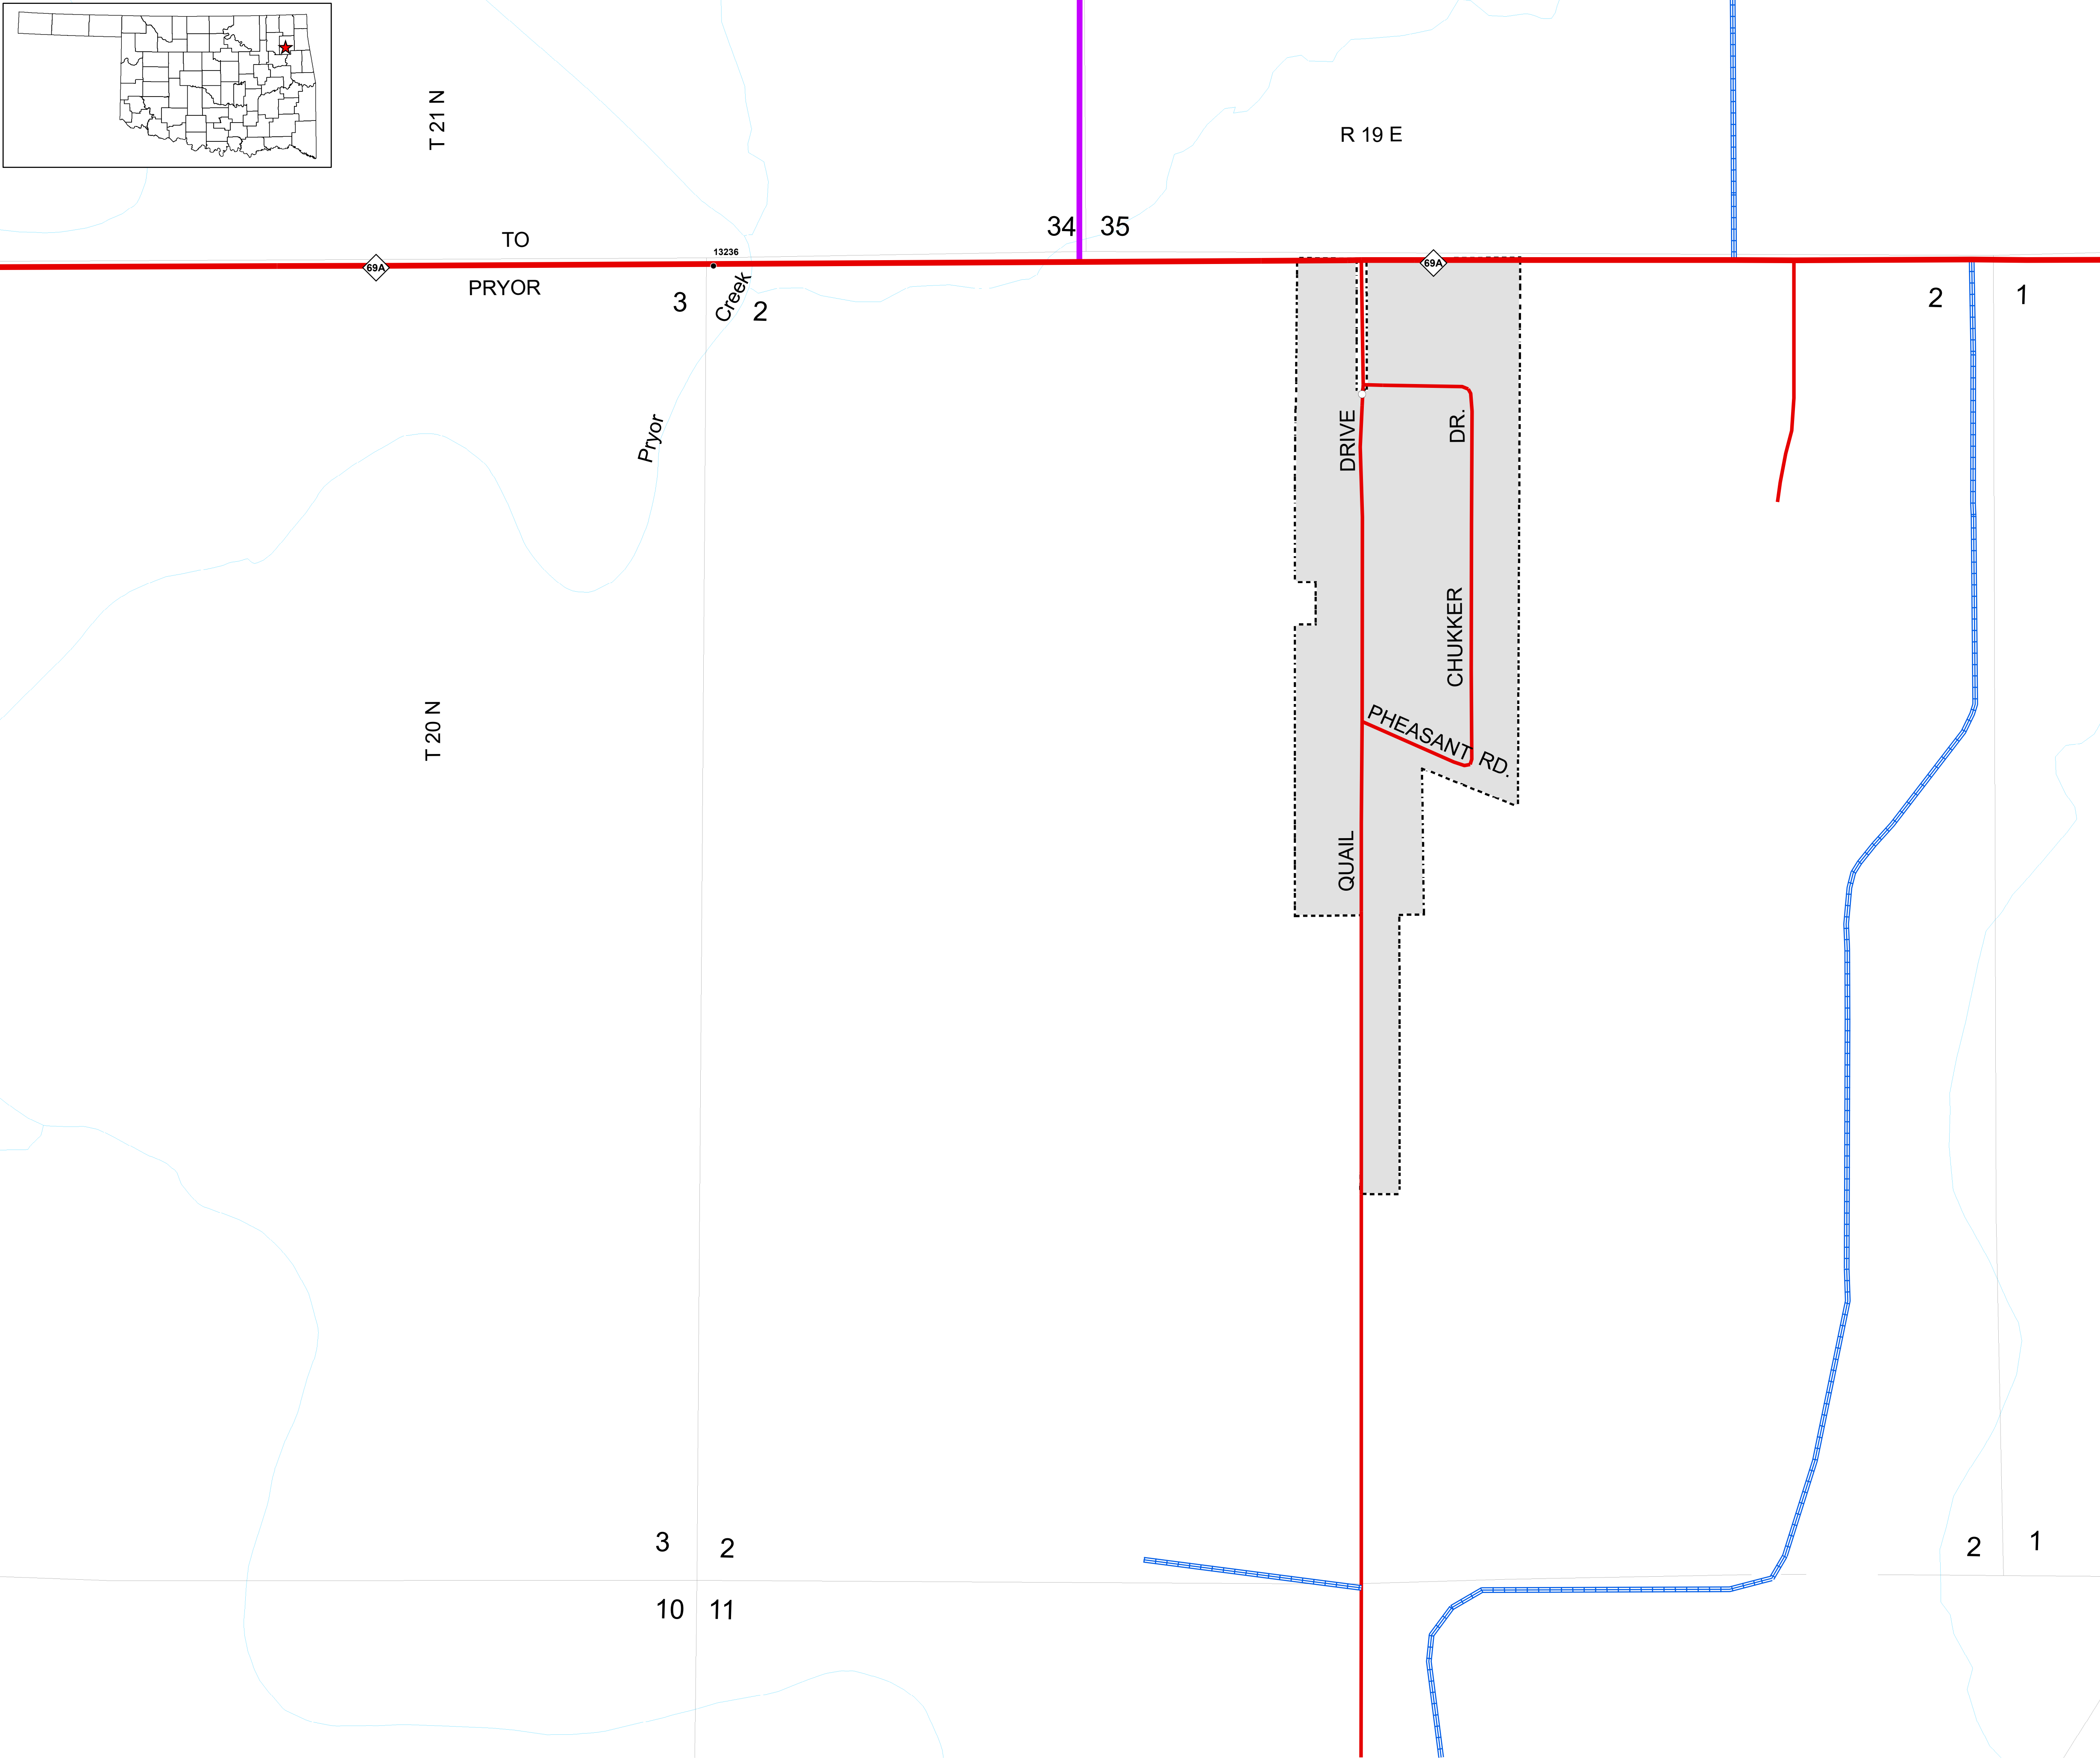 T 21 N
R 19 E
34 35
TO
PRYOR
69A
13236
69A
3 2
2 1
Pryor Creek
DRIVE
DR.
CHUKKER
T 20 N
PHEASANT RD.
QUAIL
3 2
2 1
10 11